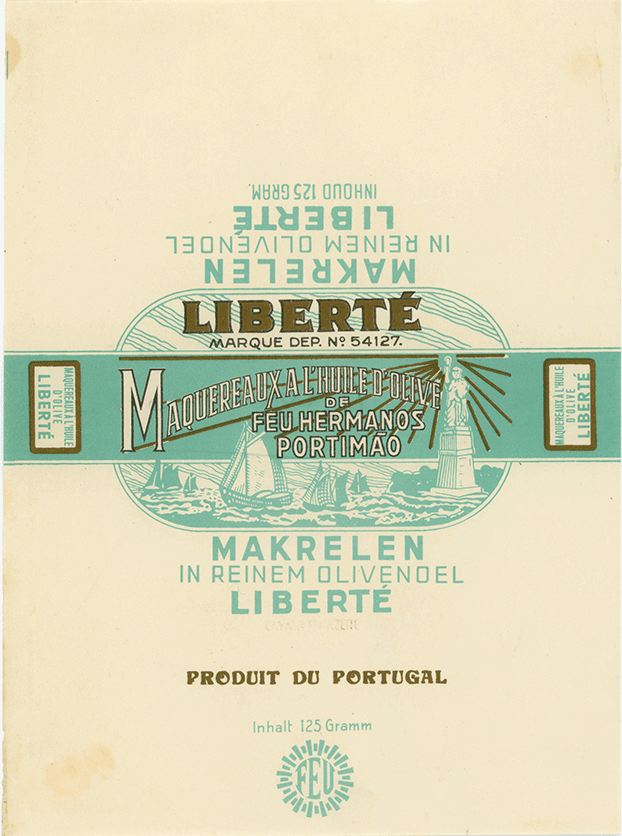 INHOUD 125 GRAM.
LIBERTÉ
IN REINEM OLIVÉNOEL
MAKRELEN
LIBERTÉ
MARQUE DEP. Nº 54127.
MAQUEREAUX A L'HUILE D'OLIVE
DE
FEU HERMANOS
PORTIMÃO
MAQUEREAUX À L'HUILE
D'OLIVE
LIBERTÉ
MAQUEREAUX À L'HUILE
D'OLIVE
LIBERTÉ
MAKRELEN
IN REINEM OLIVENOEL
LIBERTÉ
PRODUIT DU PORTUGAL
Inhalt 125 Gramm
FEU